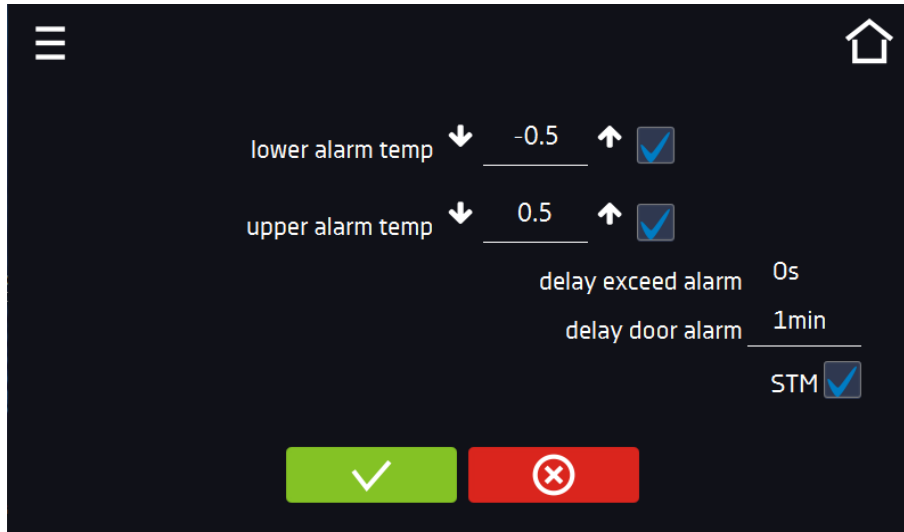 lower alarm temp -0.5
upper alarm temp 0.5
delay exceed alarm 0s
delay door alarm 1min
STM